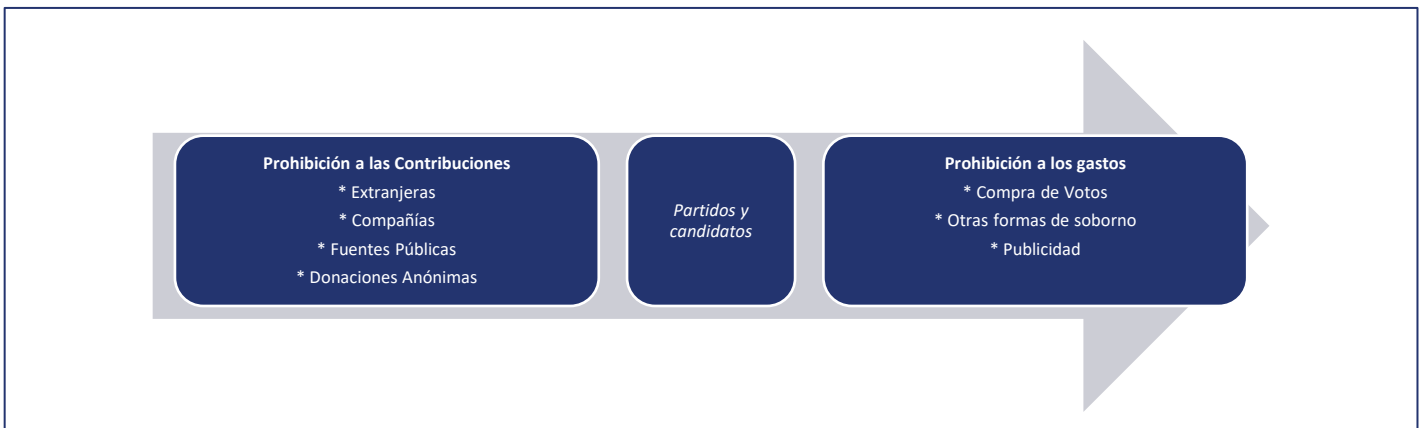 Prohibición a las Contribuciones
* Extranjeras
* Compañías
* Fuentes Públicas
* Donaciones Anónimas
Partidos y
candidatos
Prohibición a los gastos
* Compra de Votos
* Otras formas de soborno
* Publicidad